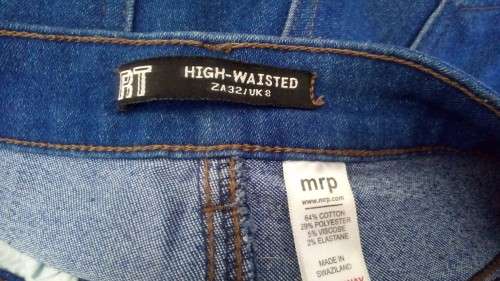 RT
HIGH-WAISTED
ZA32/UK8
mrp
www.mrp.com
64% COTTON
29% POLYESTER
5% VISCOSE
2% ELASTANE
MADE IN
SWAZILAND